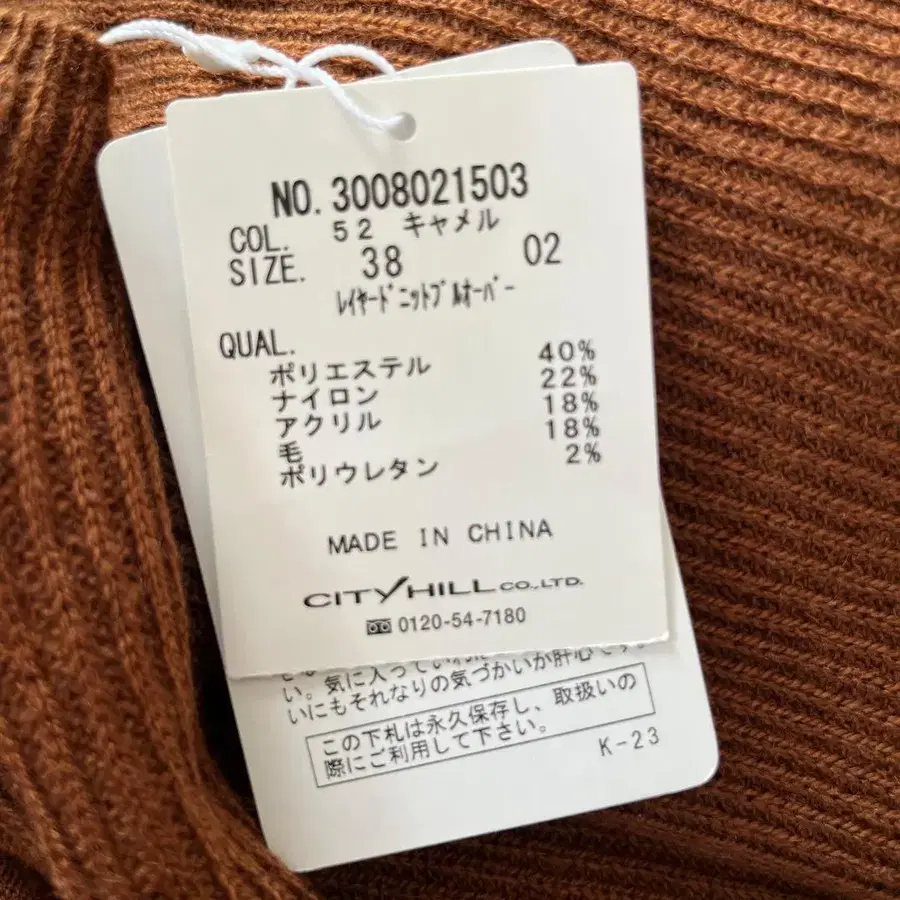 NO. 3008021503
COL. 52 キャメル
SIZE. 38 02
ﾚｲﾔｰﾄﾞﾆｯﾄﾌﾟﾙｵｰﾊﾞｰ
QUAL.
ポリエステル 40%
ナイロン 22%
アクリル 18%
毛 18%
ポリウレタン 2%
MADE IN CHINA
CITY HILL CO.,LTD.
0120-54-7180
い。気に入っている
いにもそれなりの気づかいが肝心です。
この下札は永久保存し、取扱いの
際にご利用して下さい。
K-23